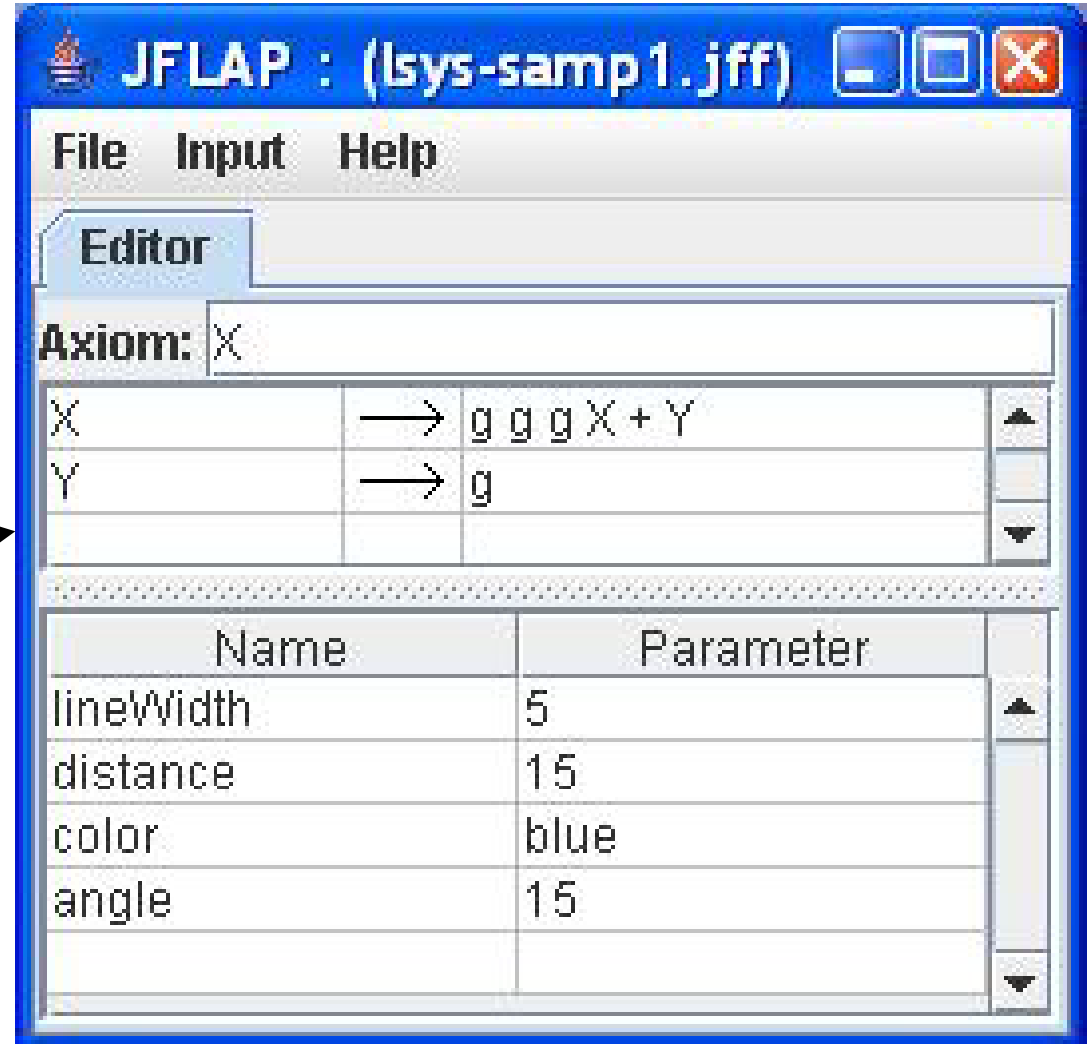 JFLAP : (lsys-samp1.jff)
File Input Help
Editor
Axiom: X
X → g g g X + Y
Y → g
Name Parameter
lineWidth 5
distance 15
color blue
angle 15